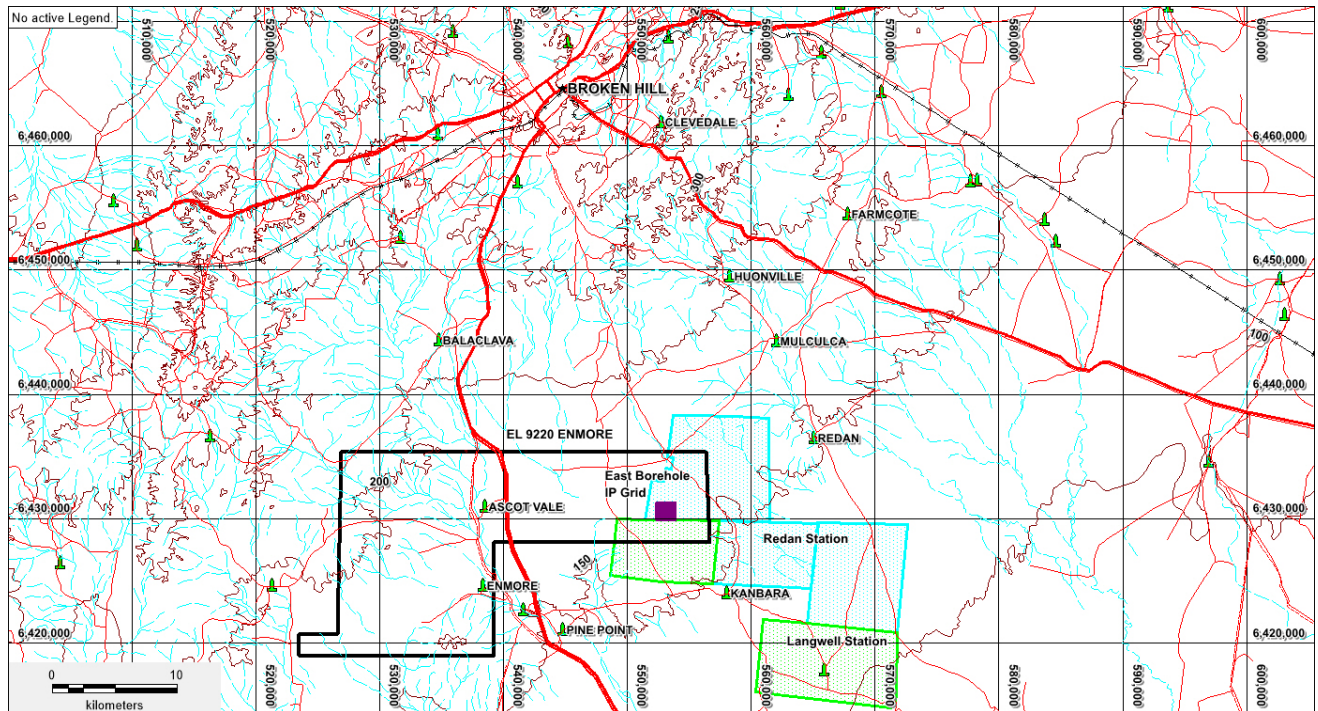 No active Legend.
510,000
520,000
530,000
540,000
550,000
560,000
570,000
580,000
590,000
600,000
BROKEN HILL
CLEVEDALE
6,460,000
6,460,000
300
FARMCOTE
6,450,000
6,450,000
HUONVILLE
BALACLAVA
MULCULCA
100
6,440,000
6,440,000
EL 9220 ENMORE
REDAN
200
East Borehole
IP Grid
ASCOT VALE
6,430,000
6,430,000
Redan Station
150
ENMORE
KANBARA
6,420,000
PINE POINT
Langwell Station
6,420,000
0 10
kilometers
520,000
530,000
540,000
550,000
560,000
570,000
580,000
590,000
600,000